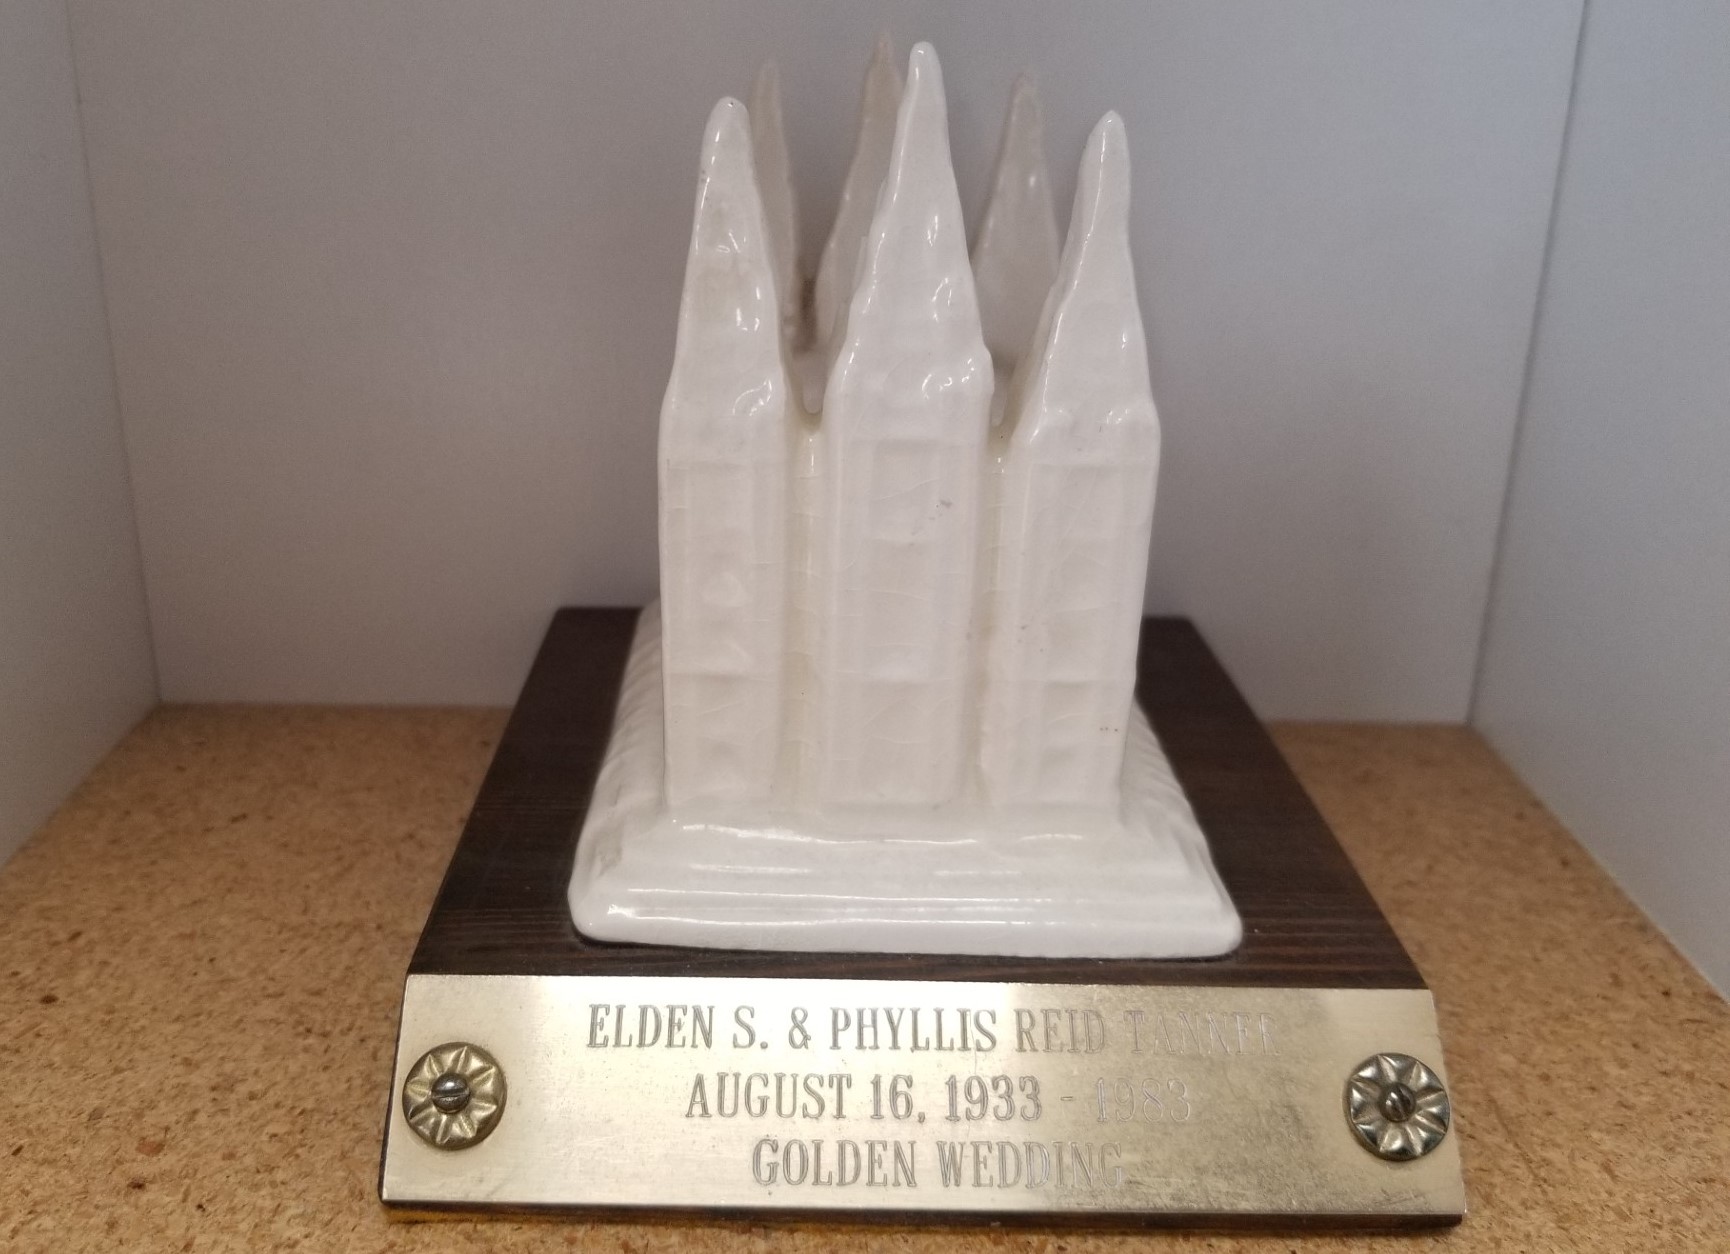 ELDEN S. & PHYLLIS REID TANNER
AUGUST 16, 1933 - 1983
GOLDEN WEDDING